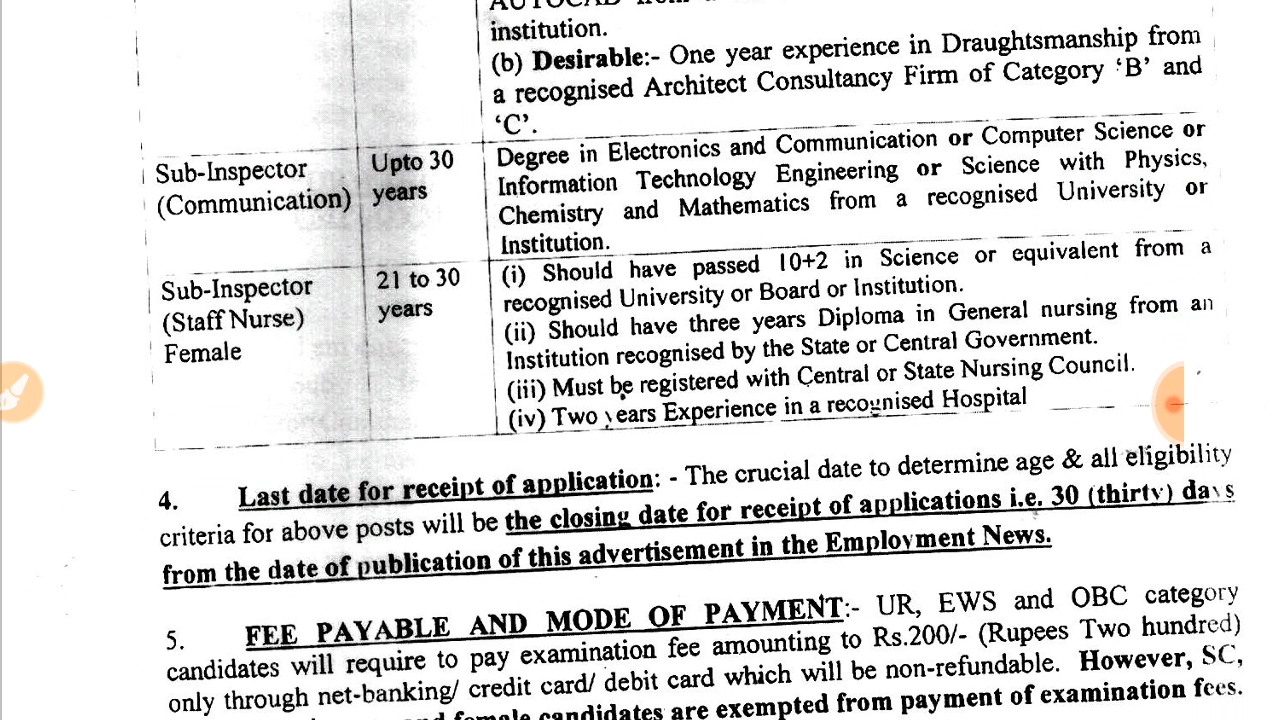 institution.
(b) Desirable:- One year experience in Draughtsmanship from
a recognised Architect Consultancy Firm of Category ‘B’ and
‘C’.
Sub-Inspector
(Communication)
Upto 30
years
Degree in Electronics and Communication or Computer Science or
Information Technology Engineering or Science with Physics,
Chemistry and Mathematics from a recognised University or
Institution.
Sub-Inspector
(Staff Nurse)
Female
21 to 30
years
(i) Should have passed 10+2 in Science or equivalent from a
recognised University or Board or Institution.
(ii) Should have three years Diploma in General nursing from an
Institution recognised by the State or Central Government.
(iii) Must be registered with Central or State Nursing Council.
(iv) Two years Experience in a recognised Hospital
4. Last date for receipt of application: - The crucial date to determine age & all eligibility
criteria for above posts will be the closing date for receipt of applications i.e. 30 (thirty) days
from the date of publication of this advertisement in the Employment News.
5. FEE PAYABLE AND MODE OF PAYMENT:- UR, EWS and OBC category
candidates will require to pay examination fee amounting to Rs.200/- (Rupees Two hundred)
only through net-banking/ credit card/ debit card which will be non-refundable. However, SC,
female candidates are exempted from payment of examination fees.